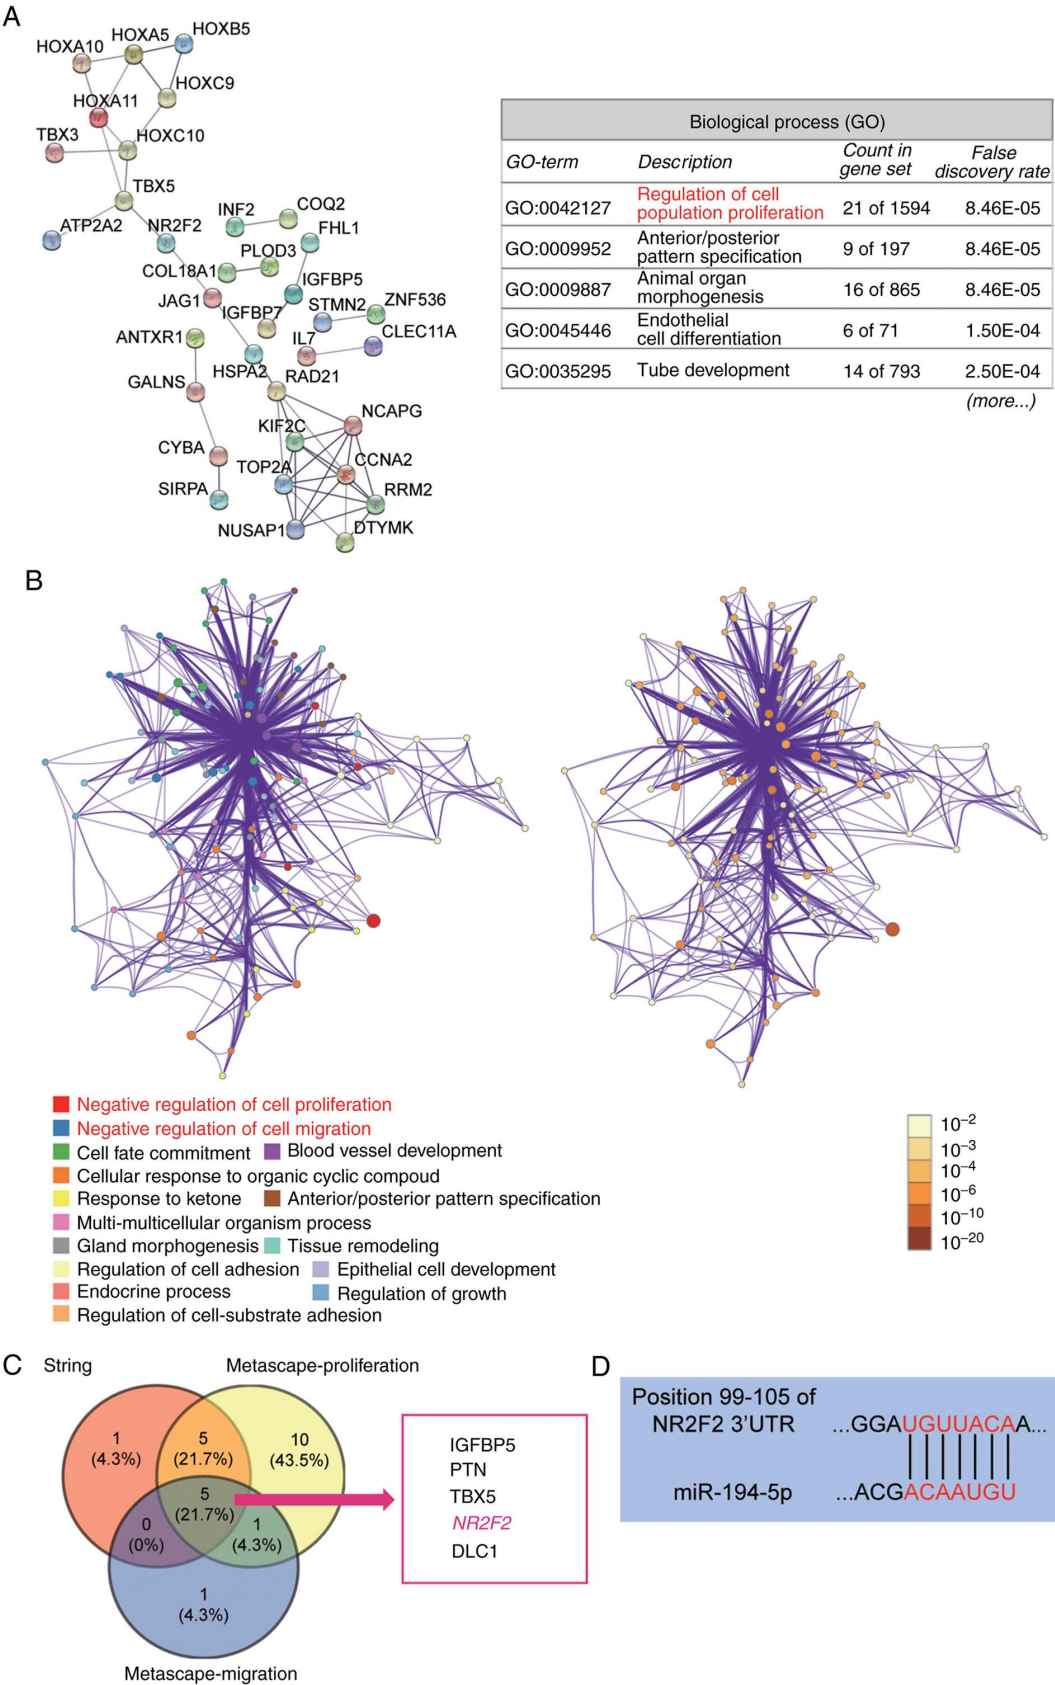 A
HOXA10
HOXA5
HOXB5
HOXC9
HOXA11
TBX3
HOXC10
TBX5
ATP2A2
NR2F2
INF2
COQ2
FHL1
PLOD3
COL18A1
IGFBP5
JAG1
IGFBP7
STMN2
ZNF536
ANTXR1
IL7
CLEC11A
HSPA2
RAD21
GALNS
NCAPG
KIF2C
CYBA
TOP2A
CCNA2
SIRPA
RRM2
NUSAP1
DTYMK
Biological process (GO)
GO-term Description Count in gene set False discovery rate
GO:0042127 Regulation of cell population proliferation 21 of 1594 8.46E-05
GO:0009952 Anterior/posterior pattern specification 9 of 197 8.46E-05
GO:0009887 Animal organ morphogenesis 16 of 865 8.46E-05
GO:0045446 Endothelial cell differentiation 6 of 71 1.50E-04
GO:0035295 Tube development 14 of 793 2.50E-04
(more...)
B
Negative regulation of cell proliferation
Negative regulation of cell migration
Cell fate commitment Blood vessel development
Cellular response to organic cyclic compoud
Response to ketone Anterior/posterior pattern specification
Multi-multicellular organism process
Gland morphogenesis Tissue remodeling
Regulation of cell adhesion Epithelial cell development
Endocrine process Regulation of growth
Regulation of cell-substrate adhesion
10–2
10–3
10–4
10–6
10–10
10–20
C
String Metascape-proliferation
1
(4.3%)
5
(21.7%)
10
(43.5%)
5
(21.7%)
0
(0%)
1
(4.3%)
1
(4.3%)
Metascape-migration
IGFBP5
PTN
TBX5
NR2F2
DLC1
D
Position 99-105 of
NR2F2 3'UTR ...GGAUGUUACAA...
miR-194-5p ...ACGACAAUGU